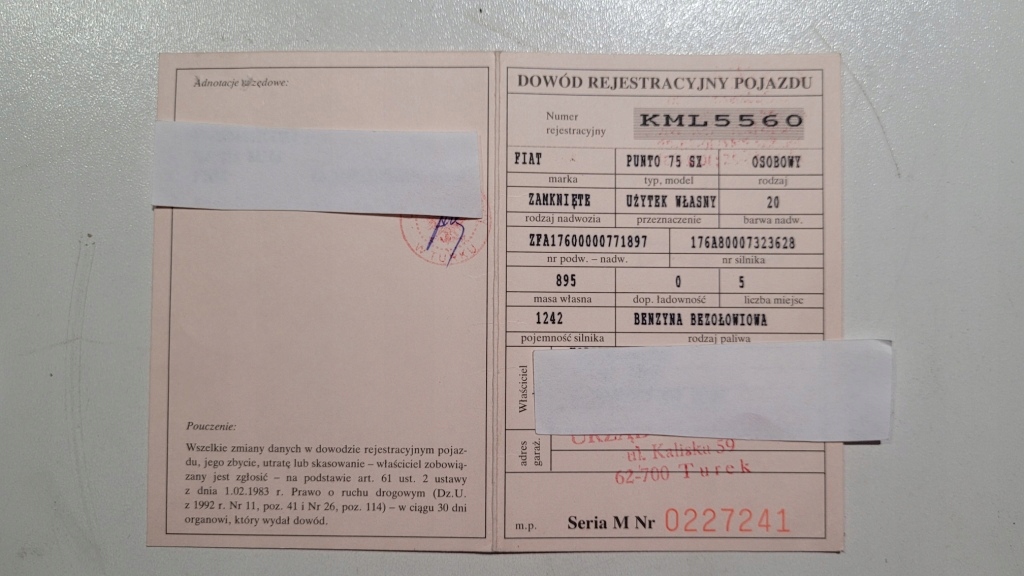 Adnotacje urzędowe:
W TURKU
Pouczenie:
Wszelkie zmiany danych w dowodzie rejestracyjnym pojaz-
du, jego zbycie, utratę lub skasowanie – właściciel zobowią-
zany jest zgłosić – na podstawie art. 61 ust. 2 ustawy
z dnia 1.02.1983 r. Prawo o ruchu drogowym (Dz.U.
z 1992 r. Nr 11, poz. 41 i Nr 26, poz. 114) – w ciągu 30 dni
organowi, który wydał dowód.
DOWÓD REJESTRACYJNY POJAZDU
Numer
rejestracyjny
KML5560
FIAT PUNTO 75 SX OSOBOWY
marka typ, model rodzaj
ZAMKNIĘTE UŻYTEK WŁASNY 20
rodzaj nadwozia przeznaczenie barwa nadw.
ZFA17600000771897 176A80007323628
nr podw. – nadw. nr silnika
895 0 5
masa własna dop. ładowność liczba miejsc
1242 BENZYNA BEZOŁOWIOWA
pojemność silnika rodzaj paliwa
Właściciel
adres
garaż.
ul. Kaliska 59
62-700 Turek
m.p. Seria M Nr 0227241